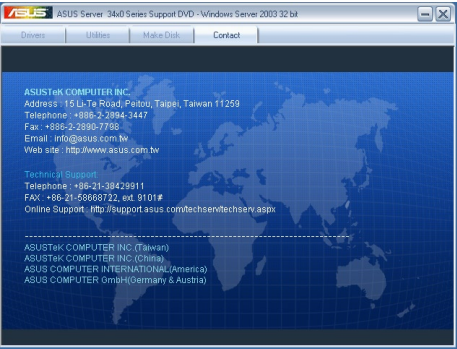 ASUS ASUS Server 34x0 Series Support DVD - Windows Server 2003 32 bit
Drivers Utilities Make Disk Contact
ASUSTeK COMPUTER INC.
Address : 15 Li-Te Road, Peitou, Taipei, Taiwan 11259
Telephone : +886-2-2894-3447
Fax : +886-2-2890-7798
Email : info@asus.com.tw
Web site : http://www.asus.com.tw
Technical Support
Telephone : +86-21-38429911
FAX : +86-21-58668722, ext. 9101#
Online Support : http://support.asus.com/techserv/techserv.aspx
ASUSTeK COMPUTER INC.(Taiwan)
ASUSTeK COMPUTER INC.(China)
ASUS COMPUTER INTERNATIONAL(America)
ASUS COMPUTER GmbH(Germany & Austria)